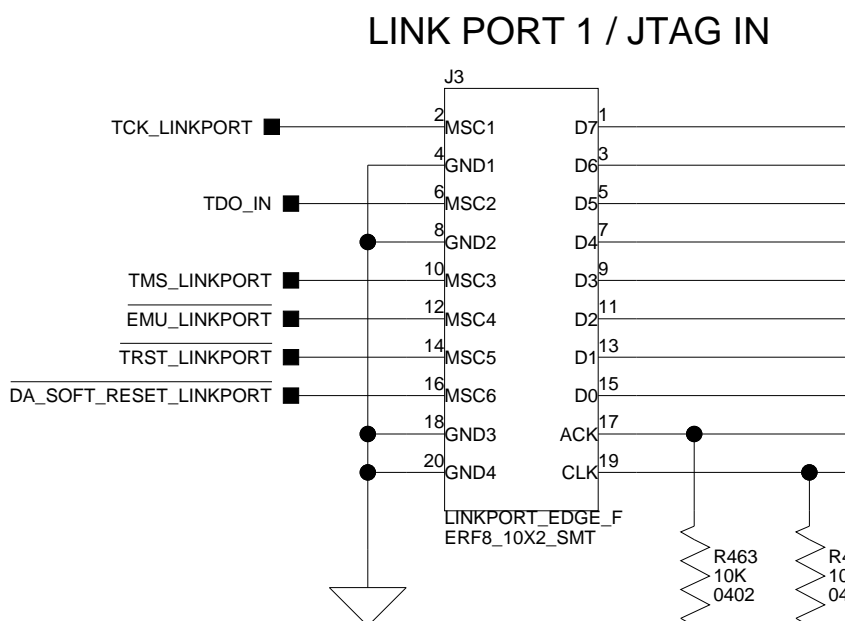 LINK PORT 1 / JTAG IN
J3
TCK_LINKPORT 2 MSC1 D7 1
4 GND1 D6 3
TDO_IN 6 MSC2 D5 5
8 GND2 D4 7
TMS_LINKPORT 10 MSC3 D3 9
EMU_LINKPORT 12 MSC4 D2 11
TRST_LINKPORT 14 MSC5 D1 13
DA_SOFT_RESET_LINKPORT 16 MSC6 D0 15
18 GND3 ACK 17
20 GND4 CLK 19
LINKPORT_EDGE_F
ERF8_10X2_SMT
R463
10K
0402